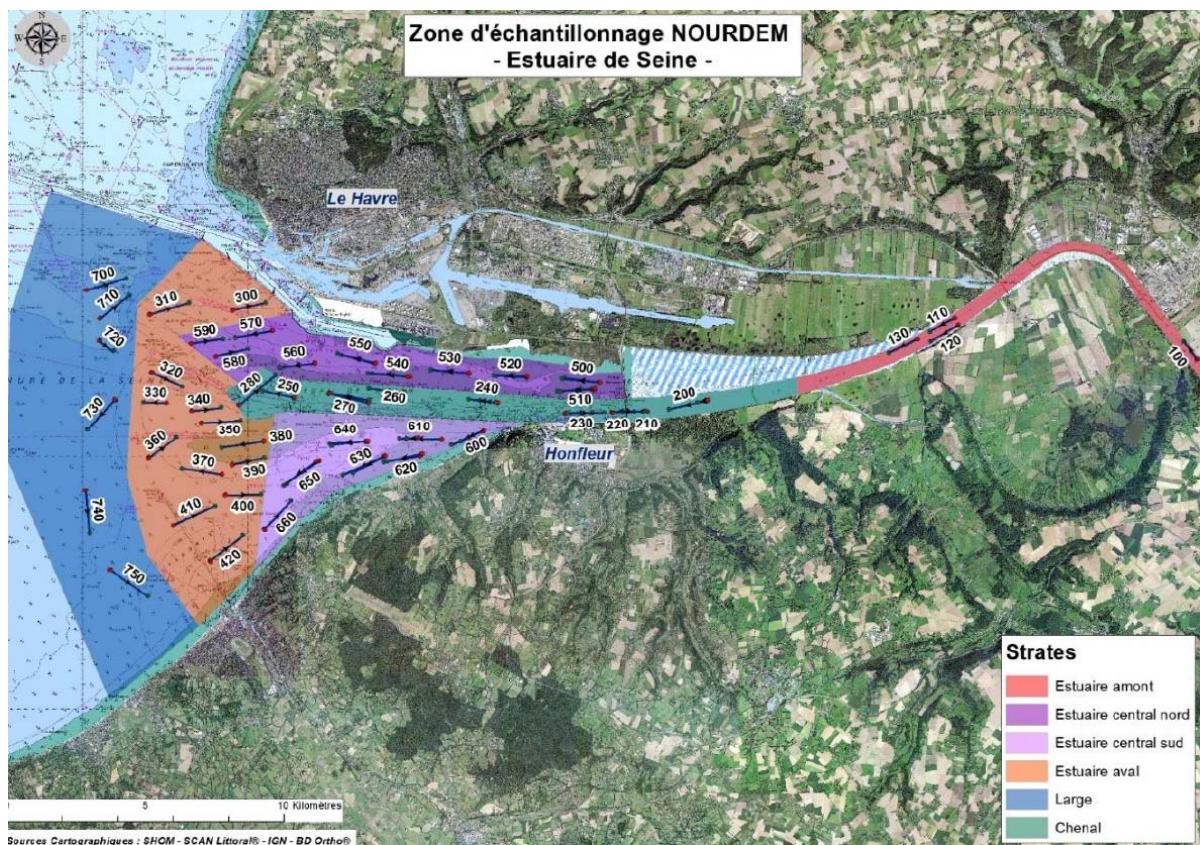 Zone d'échantillonnage NOURDEM
- Estuaire de Seine -
N
W
E
S
Le Havre
Honfleur
700
710
720
730
740
750
310
300
590
570
580
560
550
540
530
520
500
510
320
330
340
350
360
370
380
390
400
410
420
280
250
270
260
240
230
220
210
200
640
610
600
630
620
650
660
130
110
120
100
Strates
Estuaire amont
Estuaire central nord
Estuaire central sud
Estuaire aval
Large
Chenal
5
10 Kilomètres
Sources Cartographiques : SHOM - SCAN Littoral® - IGN - BD Ortho®